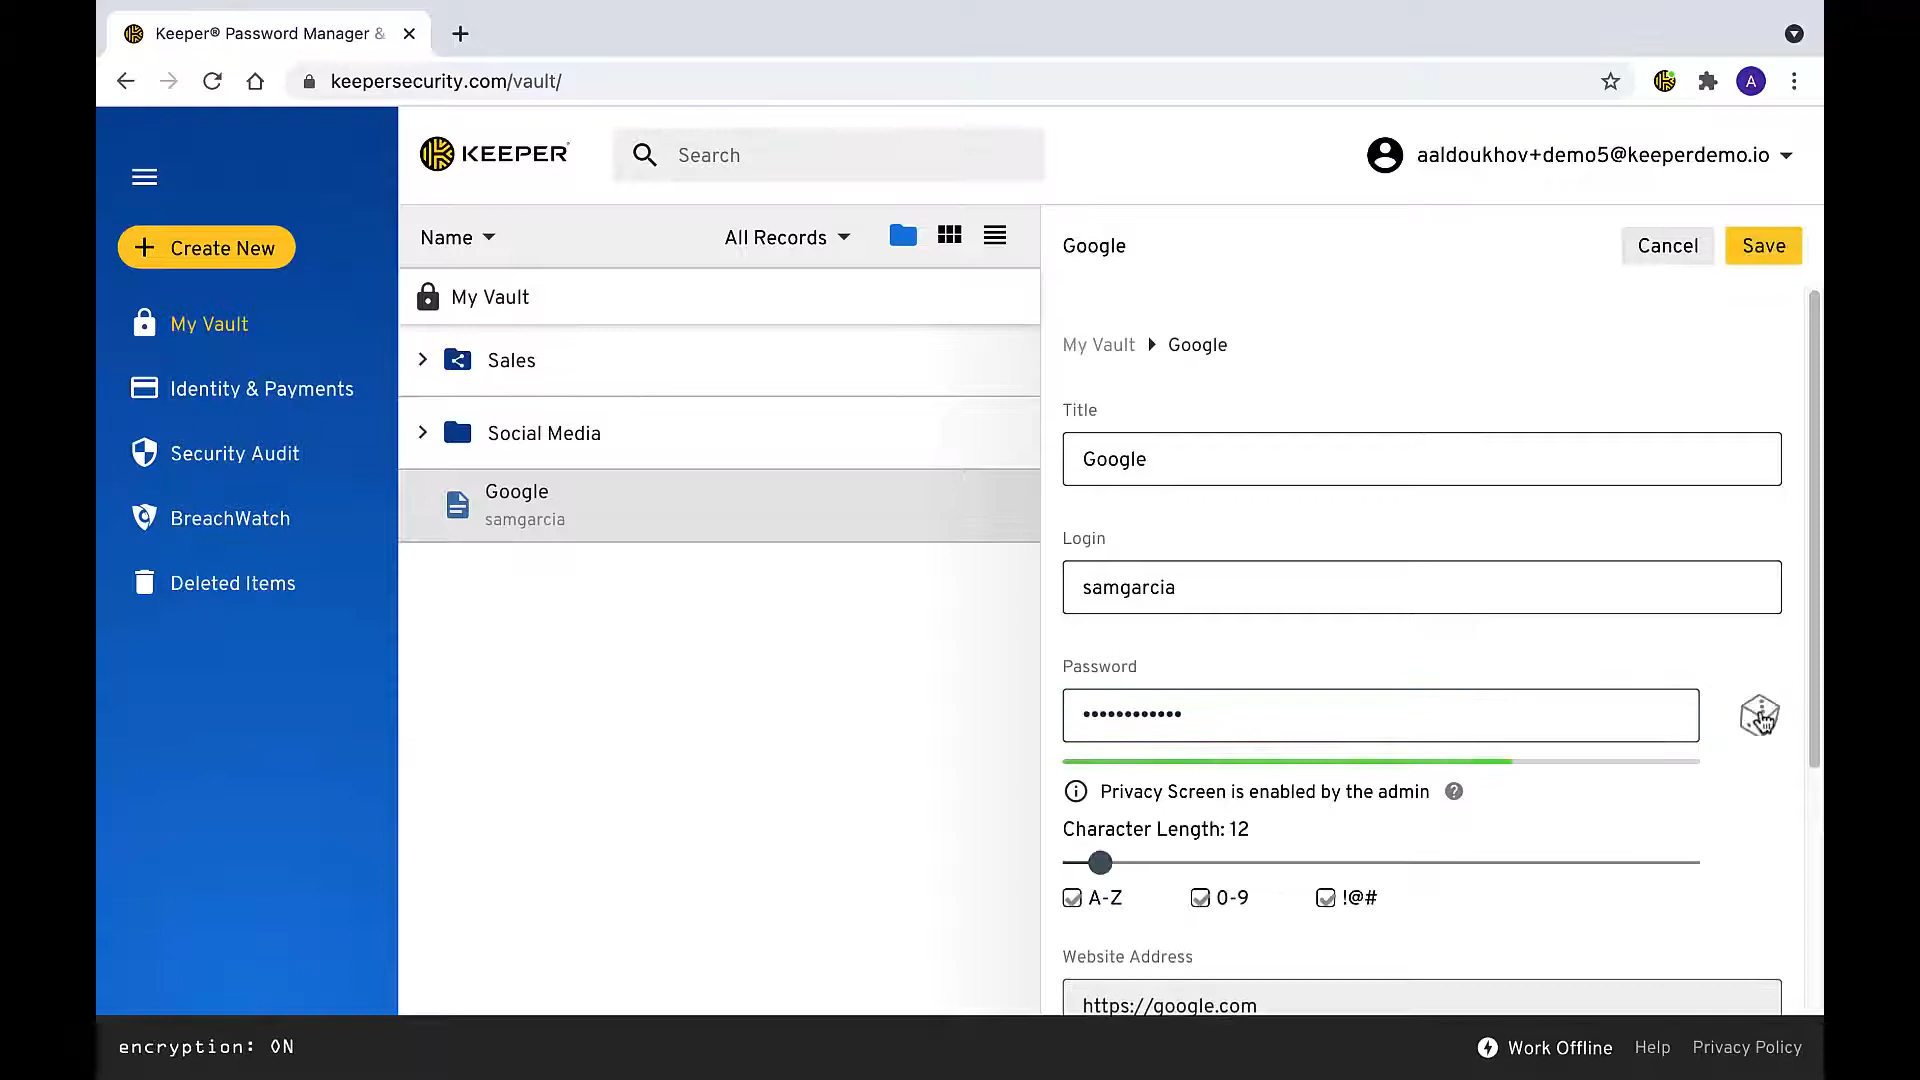 Keeper® Password Manager &
keepersecurity.com/vault/
A
KEEPER
Search
aaldoukhov+demo5@keeperdemo.io
Create New
My Vault
Identity & Payments
Security Audit
BreachWatch
Deleted Items
Name
All Records
My Vault
Sales
Social Media
Google
samgarcia
Google
Cancel
Save
My Vault Google
Title
Google
Login
samgarcia
Password
••••••••••••
Privacy Screen is enabled by the admin ?
Character Length: 12
A-Z 0-9 !@#
Website Address
https://google.com
encryption: ON
Work Offline
Help
Privacy Policy